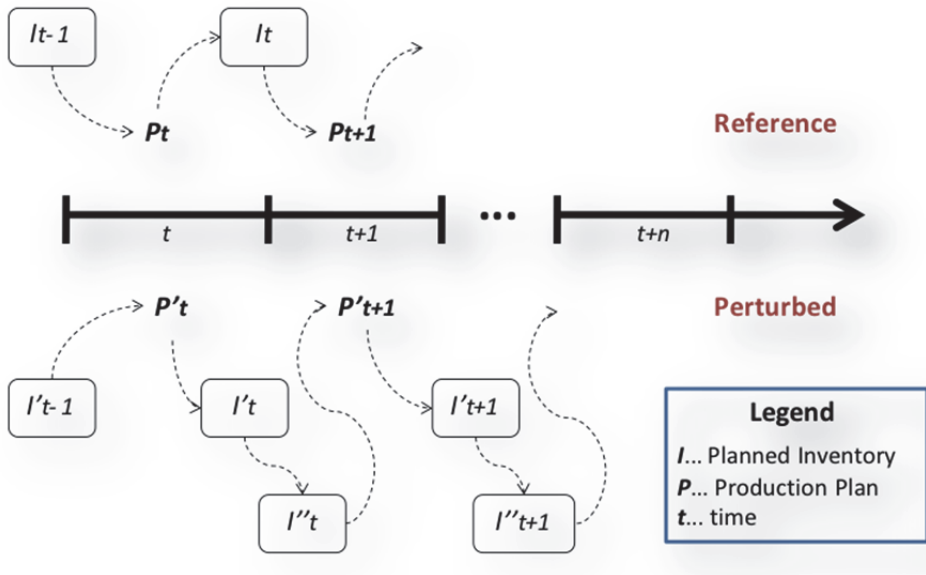 It-1
It
Pt
Pt+1
Reference
...
t
t+1
t+n
P't
P't+1
Perturbed
I't-1
I't
I't+1
Legend
I... Planned Inventory
P... Production Plan
t... time
I''t
I''t+1